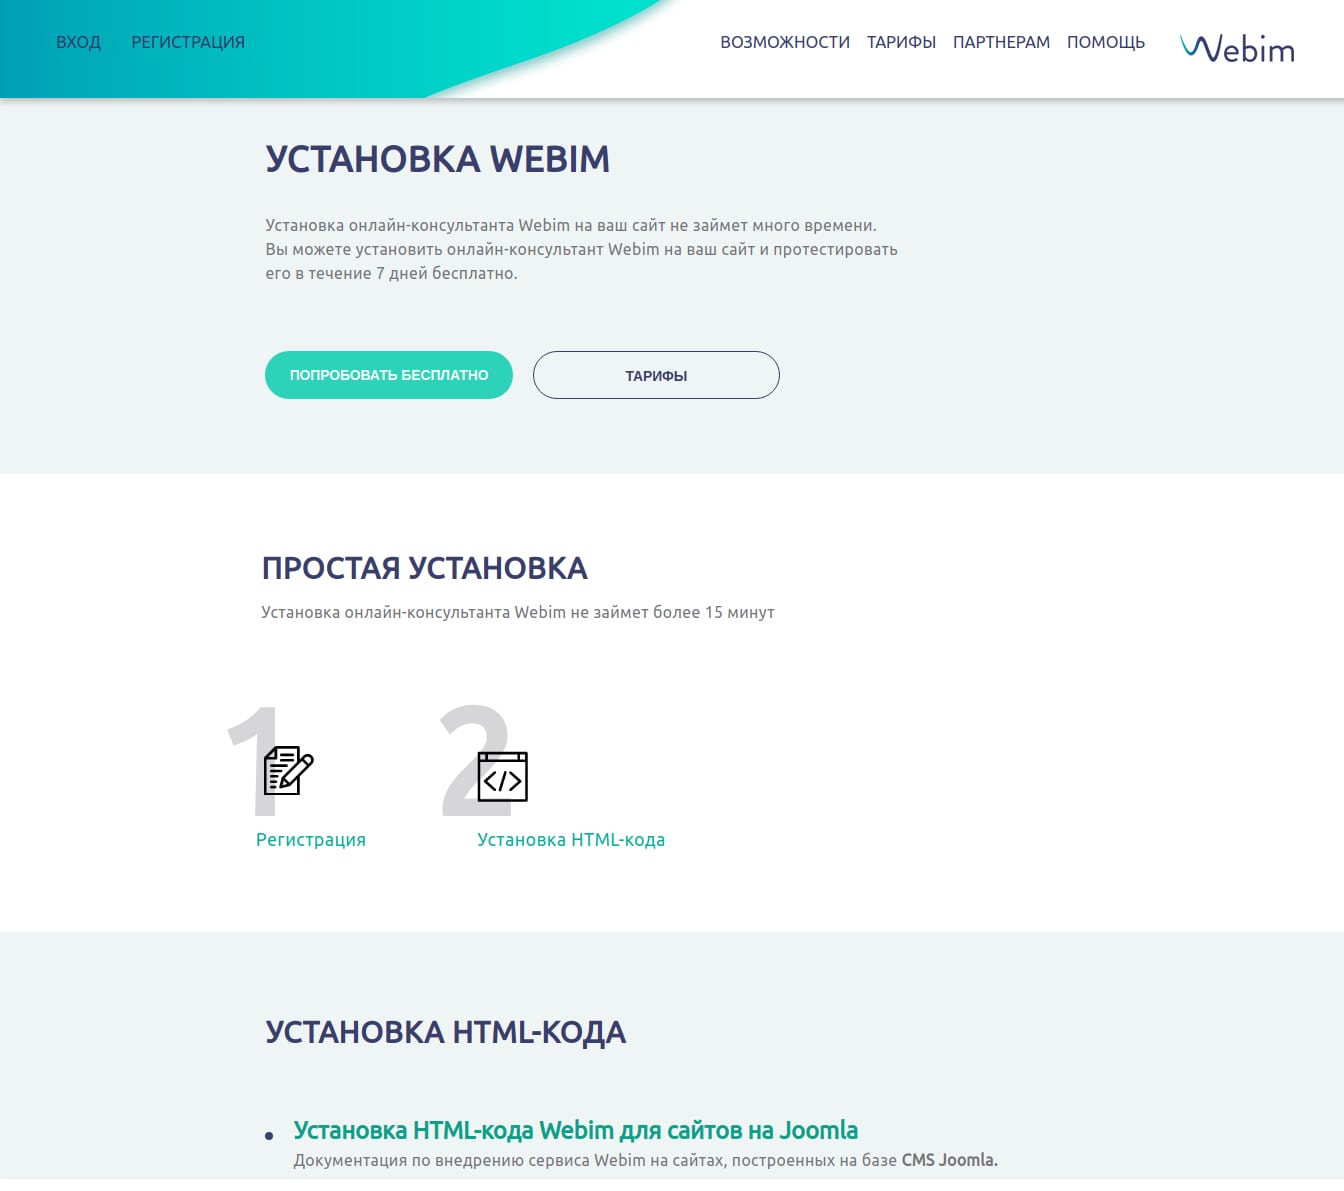 ВХОД РЕГИСТРАЦИЯ ВОЗМОЖНОСТИ ТАРИФЫ ПАРТНЕРАМ ПОМОЩЬ Webim
УСТАНОВКА WEBIM
Установка онлайн-консультанта Webim на ваш сайт не займет много времени.
Вы можете установить онлайн-консультант Webim на ваш сайт и протестировать
его в течение 7 дней бесплатно.
ПОПРОБОВАТЬ БЕСПЛАТНО ТАРИФЫ
ПРОСТАЯ УСТАНОВКА
Установка онлайн-консультанта Webim не займет более 15 минут
1 2
</>
Регистрация Установка HTML-кода
УСТАНОВКА HTML-КОДА
Установка HTML-кода Webim для сайтов на Joomla
Документация по внедрению сервиса Webim на сайтах, построенных на базе CMS Joomla.